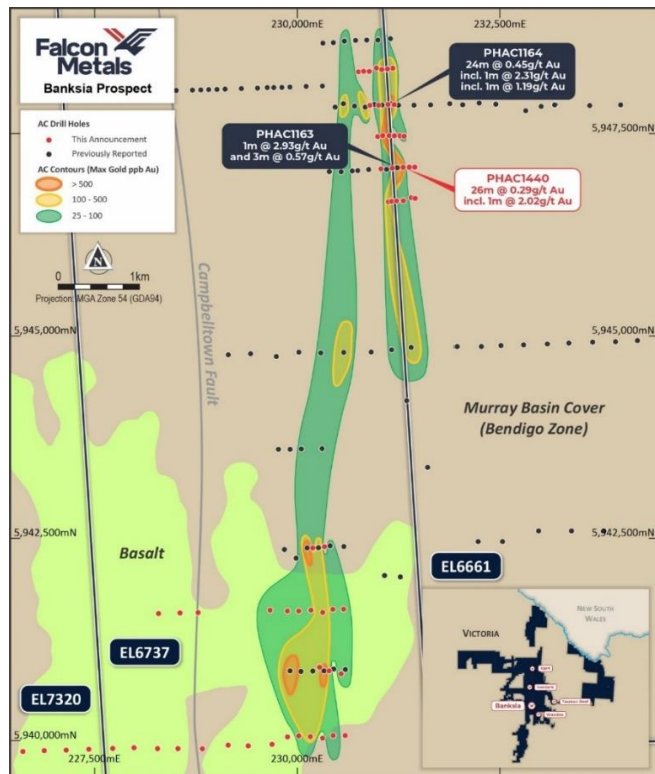 230,000mE
232,500mE
Falcon
Metals
Banksia Prospect
AC Drill Holes
This Announcement
Previously Reported
AC Contours (Max Gold ppb Au)
> 500
100 - 500
25 - 100
0
1km
Projection: MGA Zone 54 (GDA94)
PHAC1164
24m @ 0.45g/t Au
incl. 1m @ 2.31g/t Au
incl. 1m @ 1.19g/t Au
5,947,500mN
PHAC1163
1m @ 2.93g/t Au
and 3m @ 0.57g/t Au
PHAC1440
26m @ 0.29g/t Au
incl. 1m @ 2.02g/t Au
Campbelltown Fault
5,945,000mN
5,945,000mN
Murray Basin Cover
(Bendigo Zone)
5,942,500mN
5,942,500mN
Basalt
EL6661
EL6737
EL7320
NEW SOUTH
WALES
VICTORIA
Banksia
5,940,000mN
227,500mE
230,000mE